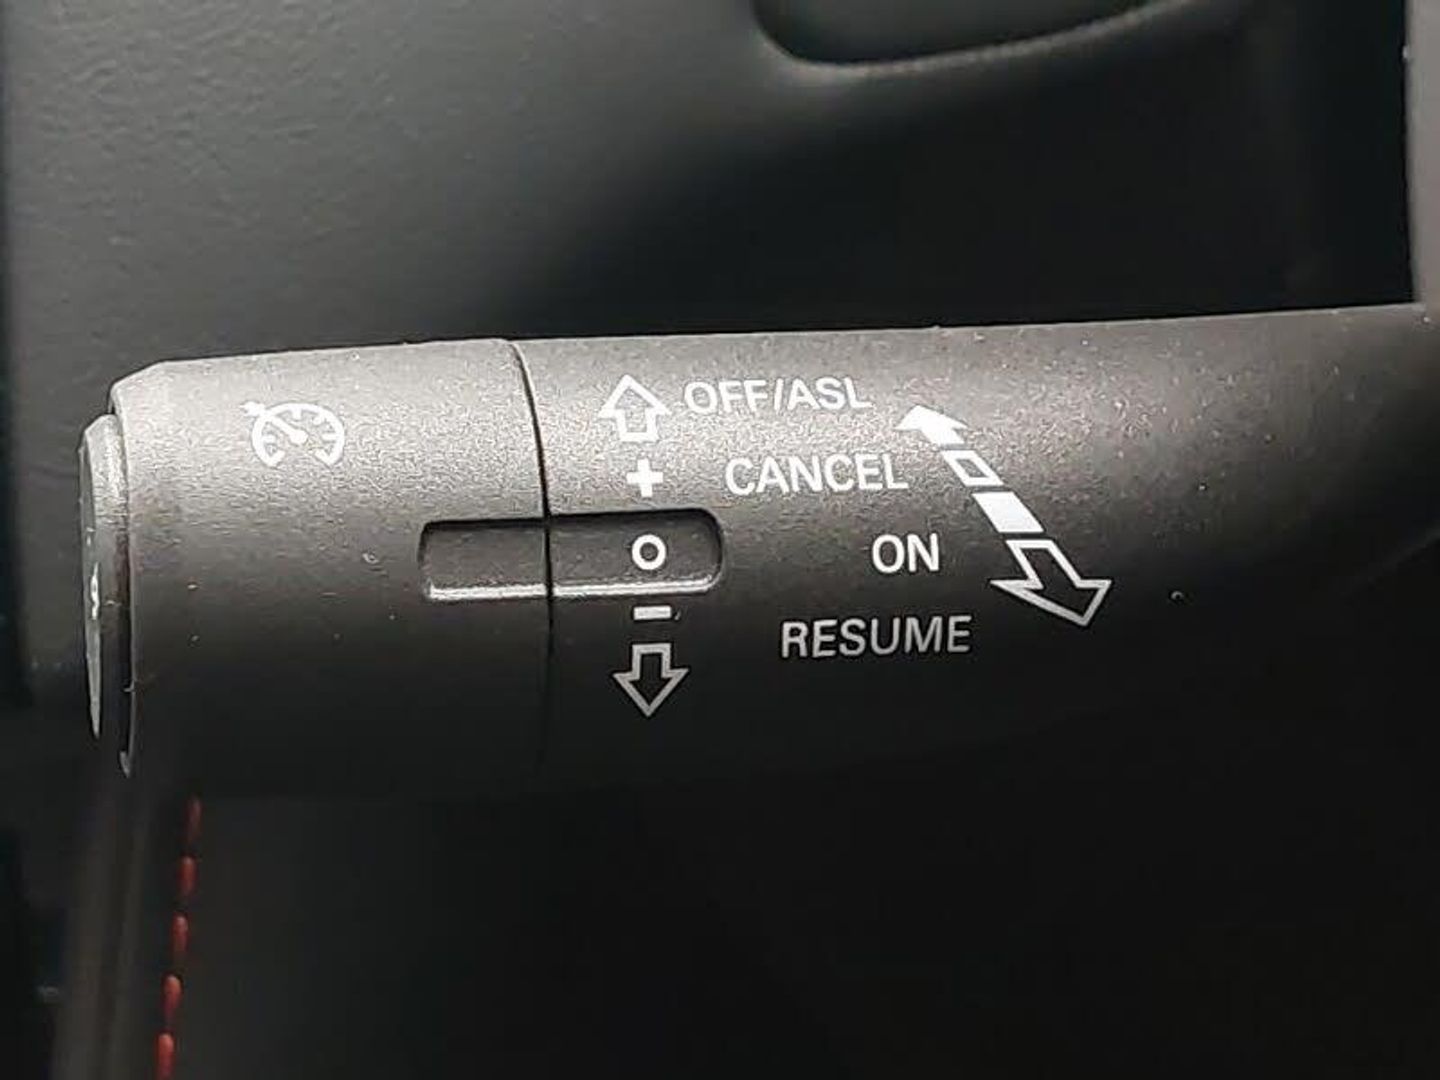 OFF/ASL
+ CANCEL
O ON
− RESUME